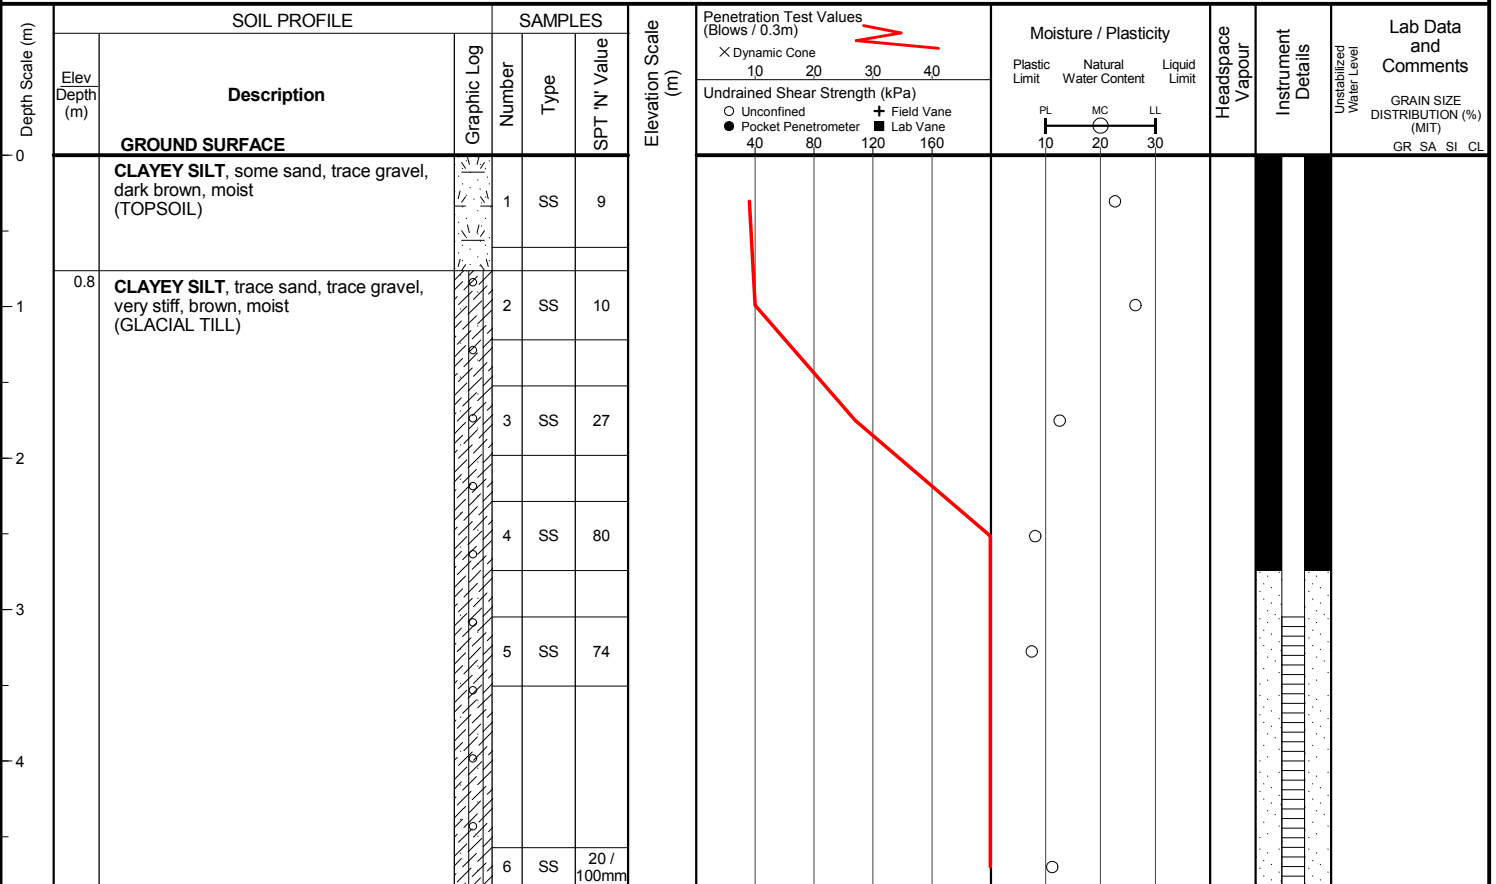 SOIL PROFILE
SAMPLES
Depth Scale (m)
Elev
Depth
(m)
Description
GROUND SURFACE
Graphic Log
Number
Type
SPT 'N' Value
Elevation Scale
(m)
Penetration Test Values
(Blows / 0.3m)
× Dynamic Cone
10 20 30 40
Undrained Shear Strength (kPa)
Unconfined
Field Vane
Pocket Penetrometer
Lab Vane
40 80 120 160
Moisture / Plasticity
Plastic
Limit
Natural
Water Content
Liquid
Limit
PL MC LL
10 20 30
Headspace
Vapour
Instrument
Details
Unstabilized
Water Level
Lab Data
and
Comments
GRAIN SIZE
DISTRIBUTION (%)
(MIT)
GR SA SI CL
0
CLAYEY SILT, some sand, trace gravel,
dark brown, moist
(TOPSOIL)
1 SS 9
0.8
CLAYEY SILT, trace sand, trace gravel,
very stiff, brown, moist
(GLACIAL TILL)
1
2 SS 10
3 SS 27
2
4 SS 80
3
5 SS 74
4
6 SS 20 /
100mm